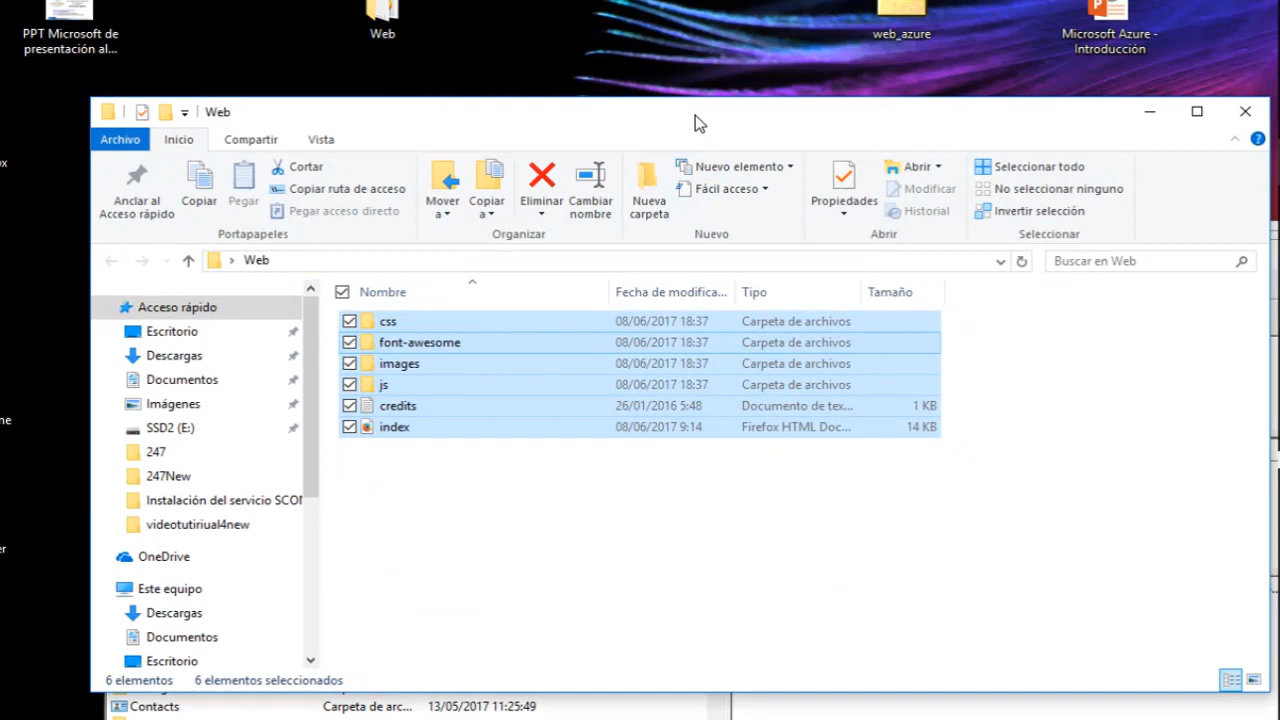 PPT Microsoft de
presentación al...
Web
web_azure
Microsoft Azure -
Introducción
Web
Archivo
Inicio
Compartir
Vista
Anclar al
Acceso rápido
Copiar
Pegar
Cortar
Copiar ruta de acceso
Pegar acceso directo
Portapapeles
Mover
a
Copiar
a
Eliminar
Cambiar
nombre
Organizar
Nueva
carpeta
Nuevo elemento
Fácil acceso
Nuevo
Propiedades
Abrir
Modificar
Historial
Abrir
Seleccionar todo
No seleccionar ninguno
Invertir selección
Seleccionar
Web
Buscar en Web
Acceso rápido
Escritorio
Descargas
Documentos
Imágenes
SSD2 (E:)
247
247New
Instalación del servicio SCOM
videotutiriual4new
OneDrive
Este equipo
Descargas
Documentos
Escritorio
Nombre Fecha de modifica... Tipo Tamaño
css 08/06/2017 18:37 Carpeta de archivos
font-awesome 08/06/2017 18:37 Carpeta de archivos
images 08/06/2017 18:37 Carpeta de archivos
js 08/06/2017 18:37 Carpeta de archivos
credits 26/01/2016 5:48 Documento de tex... 1 KB
index 08/06/2017 9:14 Firefox HTML Doc... 14 KB
6 elementos 6 elementos seleccionados
Contacts Carpeta de arc... 13/05/2017 11:25:49